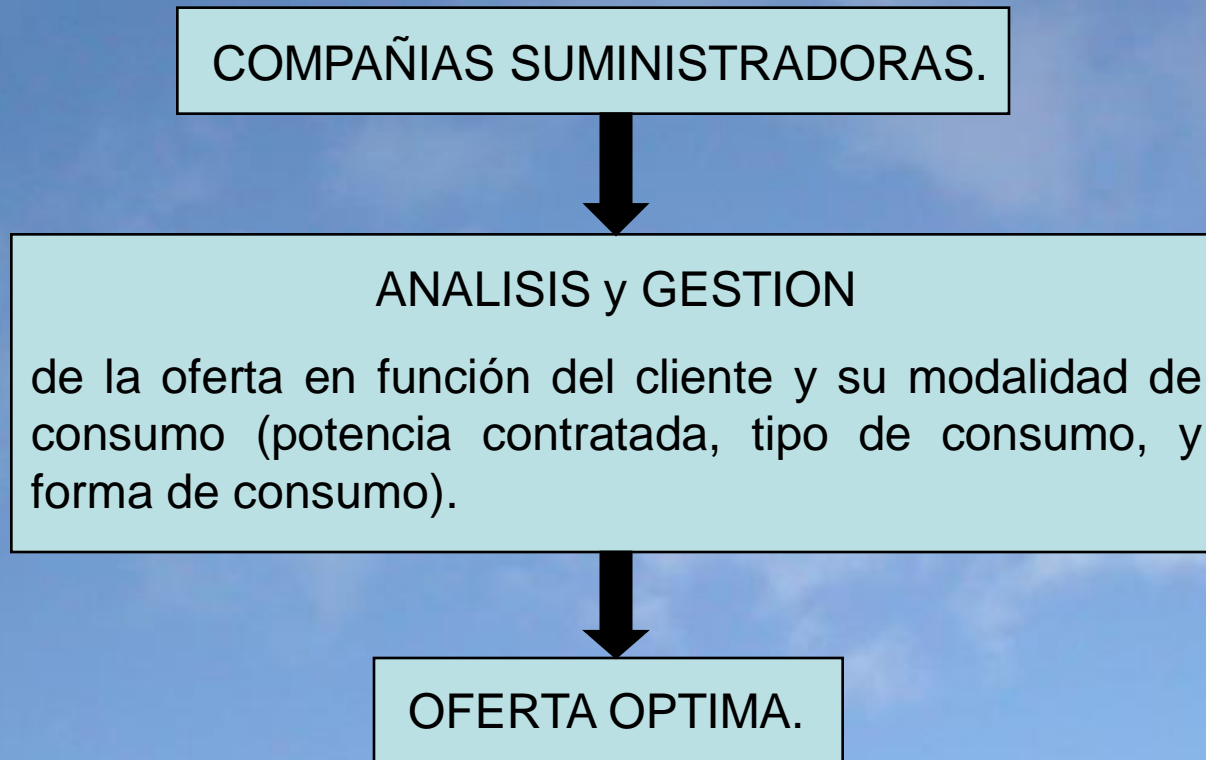 COMPAÑIAS SUMINISTRADORAS.
ANALISIS y GESTION
de la oferta en función del cliente y su modalidad de
consumo (potencia contratada, tipo de consumo, y
forma de consumo).
OFERTA OPTIMA.